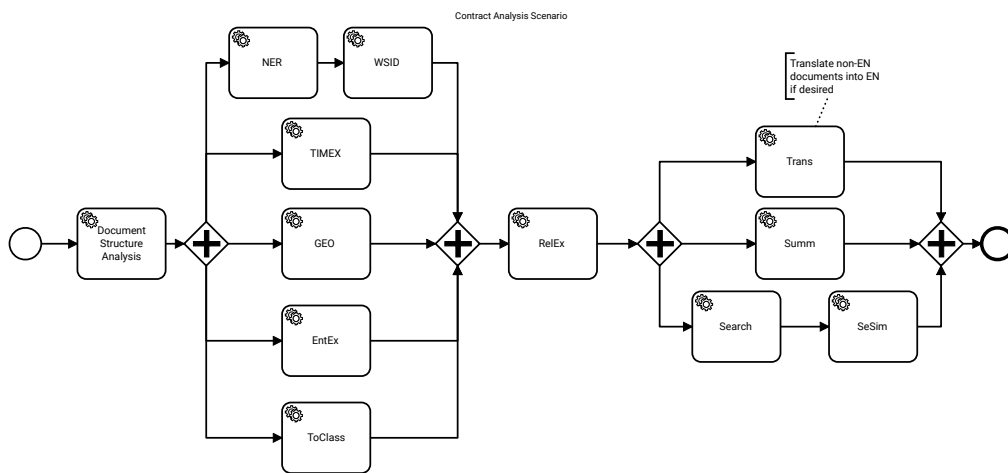 Contract Analysis Scenario
NER
WSID
Translate non-EN
documents into EN
if desired
TIMEX
Trans
Document
Structure
Analysis
GEO
RelEx
Summ
EntEx
Search
SeSim
ToClass